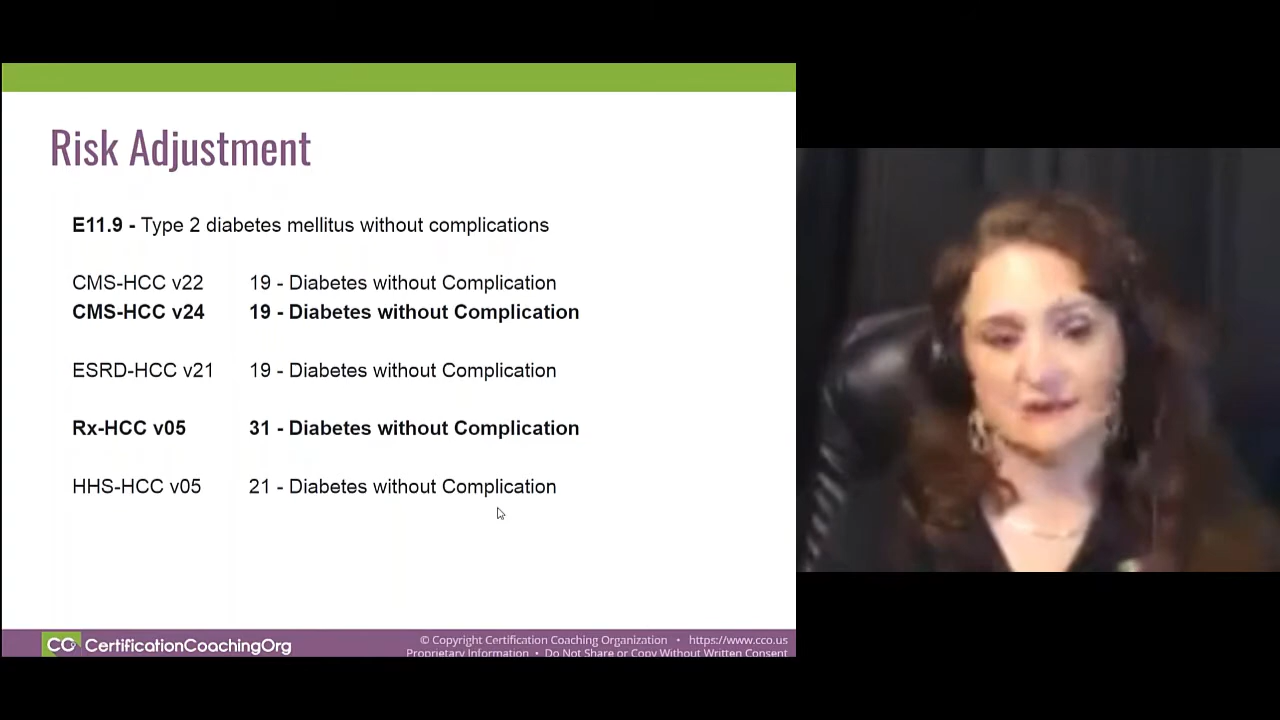 Risk Adjustment
E11.9 - Type 2 diabetes mellitus without complications
CMS-HCC v22 19 - Diabetes without Complication
CMS-HCC v24 19 - Diabetes without Complication
ESRD-HCC v21 19 - Diabetes without Complication
Rx-HCC v05 31 - Diabetes without Complication
HHS-HCC v05 21 - Diabetes without Complication
CO CertificationCoachingOrg
© Copyright Certification Coaching Organization • https://www.cco.us
Proprietary Information • Do Not Share or Copy Without Written Consent